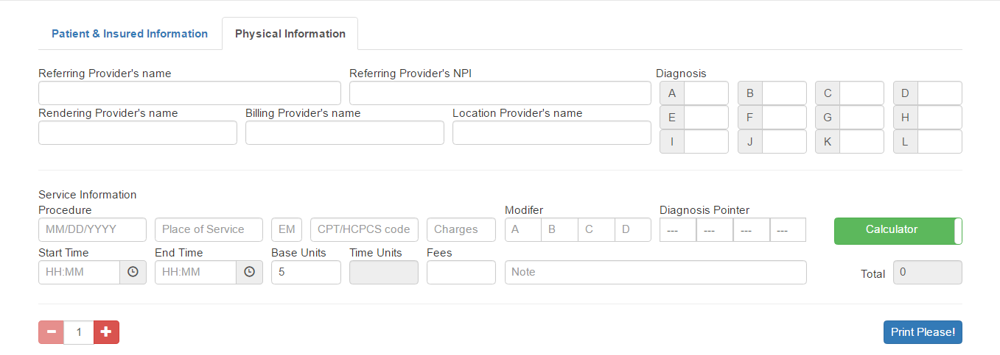 Patient & Insured Information Physical Information
Referring Provider's name Referring Provider's NPI Diagnosis
A B C D
Rendering Provider's name Billing Provider's name Location Provider's name
E F G H
I J K L
Service Information
Procedure Modifer Diagnosis Pointer
MM/DD/YYYY Place of Service EM CPT/HCPCS code Charges A B C D --- --- --- --- Calculator
Start Time End Time Base Units Time Units Fees
HH:MM HH:MM 5 Note Total 0
1 Print Please!